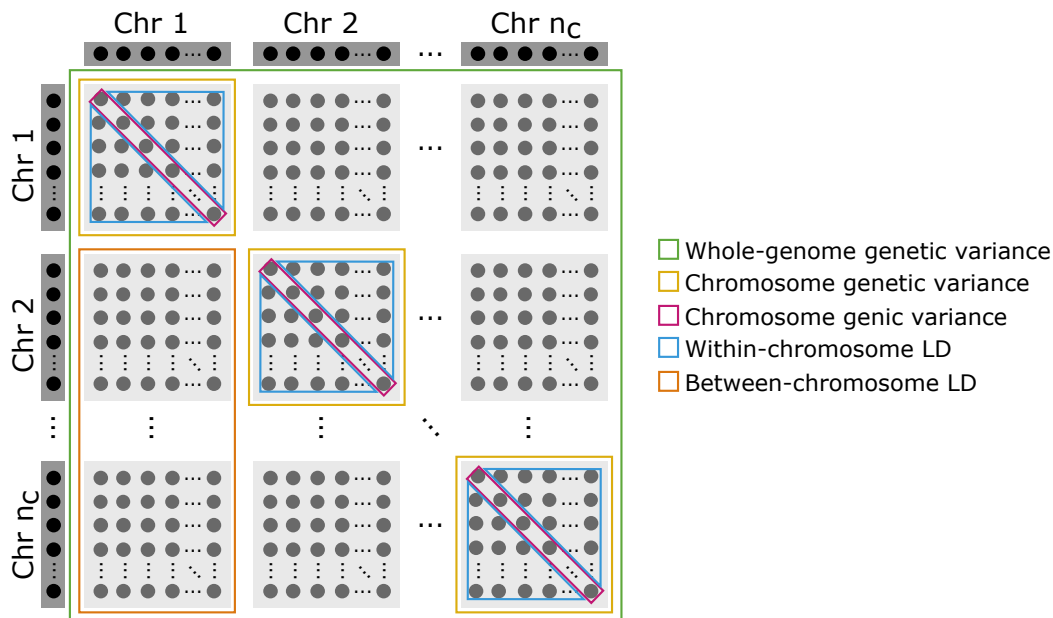 Chr 1
Chr 2
...
Chr nc
Chr 1
Chr 2
Chr nc
Whole-genome genetic variance
Chromosome genetic variance
Chromosome genic variance
Within-chromosome LD
Between-chromosome LD